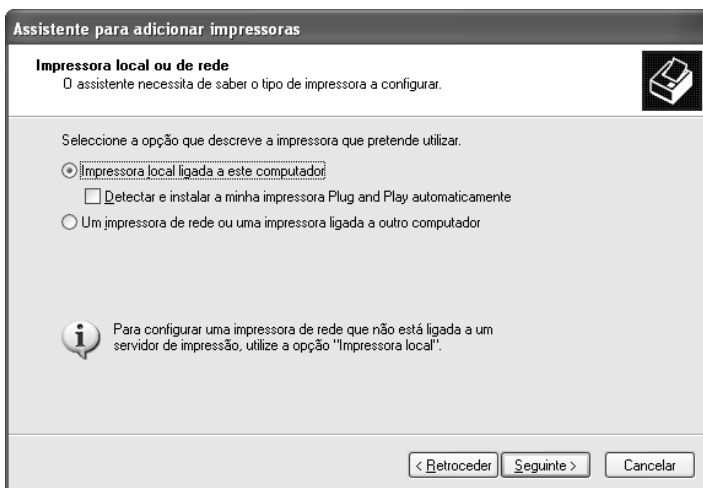 Assistente para adicionar impressoras
Impressora local ou de rede
O assistente necessita de saber o tipo de impressora a configurar.
Seleccione a opção que descreve a impressora que pretende utilizar.
Impressora local ligada a este computador
Detectar e instalar a minha impressora Plug and Play automaticamente
Um impressora de rede ou uma impressora ligada a outro computador
Para configurar uma impressora de rede que não está ligada a um
servidor de impressão, utilize a opção "Impressora local".
< Retroceder Seguinte > Cancelar